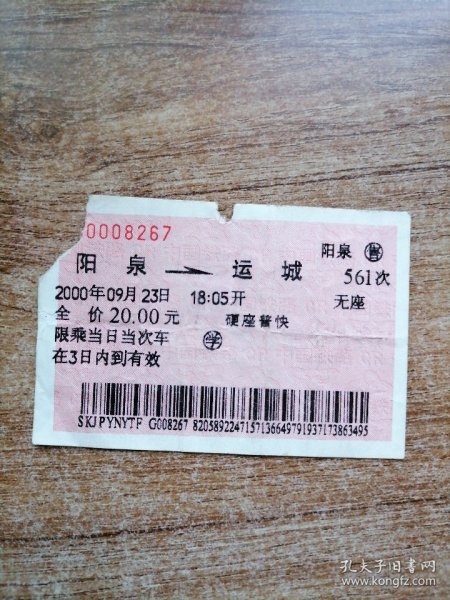 0008267
阳泉 售
阳泉 → 运城 561次
2000年09月23日 18:05开 无座
全 价 20.00元 硬座普快
限乘当日当次车 学
在3日内到有效
SKJPYNYTF G008267 8205892247157136649791937173863495
孔夫子旧书网
www.kongfz.com